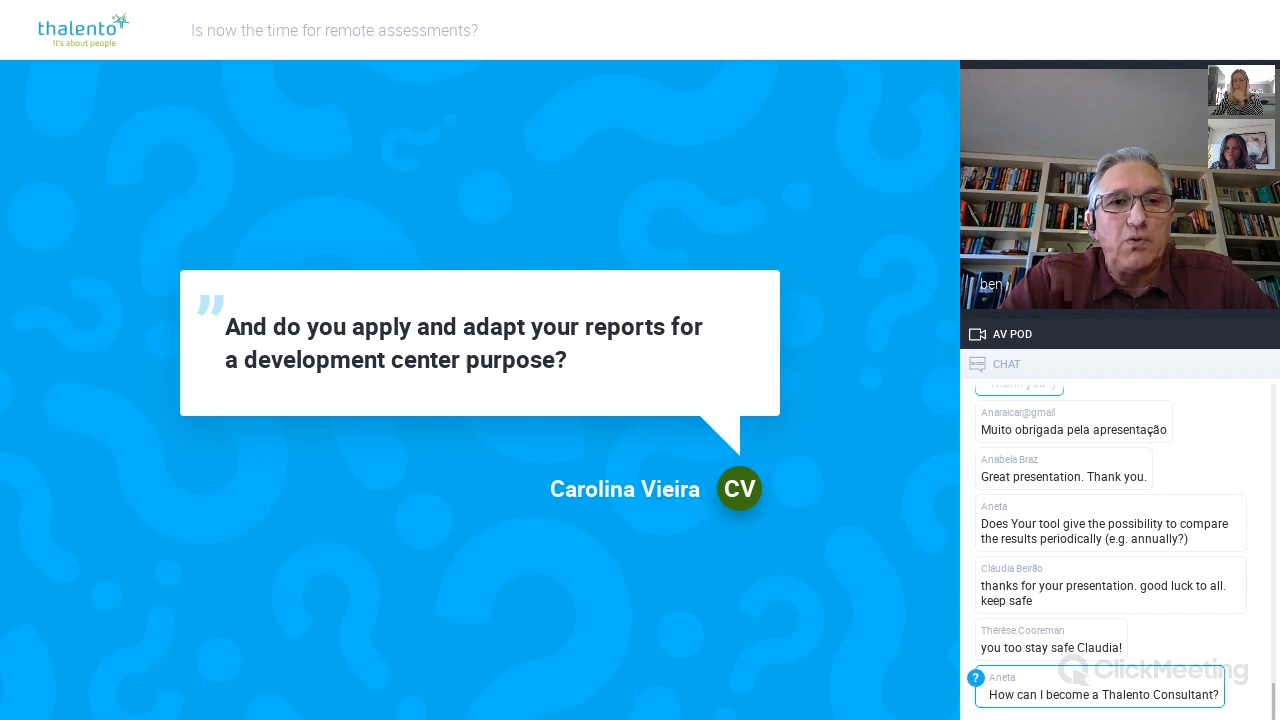 thalento
It's about people
Is now the time for remote assessments?
"
And do you apply and adapt your reports for
a development center purpose?
Carolina Vieira
CV
ben
AV POD
CHAT
Thank you :)
Anaraicar@gmail
Muito obrigada pela apresentação
Anabela Braz
Great presentation. Thank you.
Aneta
Does Your tool give the possibility to compare
the results periodically (e.g. annually?)
Cláudia Beirão
thanks for your presentation. good luck to all.
keep safe
Thérèse Cooreman
you too stay safe Claudia!
ClickMeeting
?
Aneta
How can I become a Thalento Consultant?